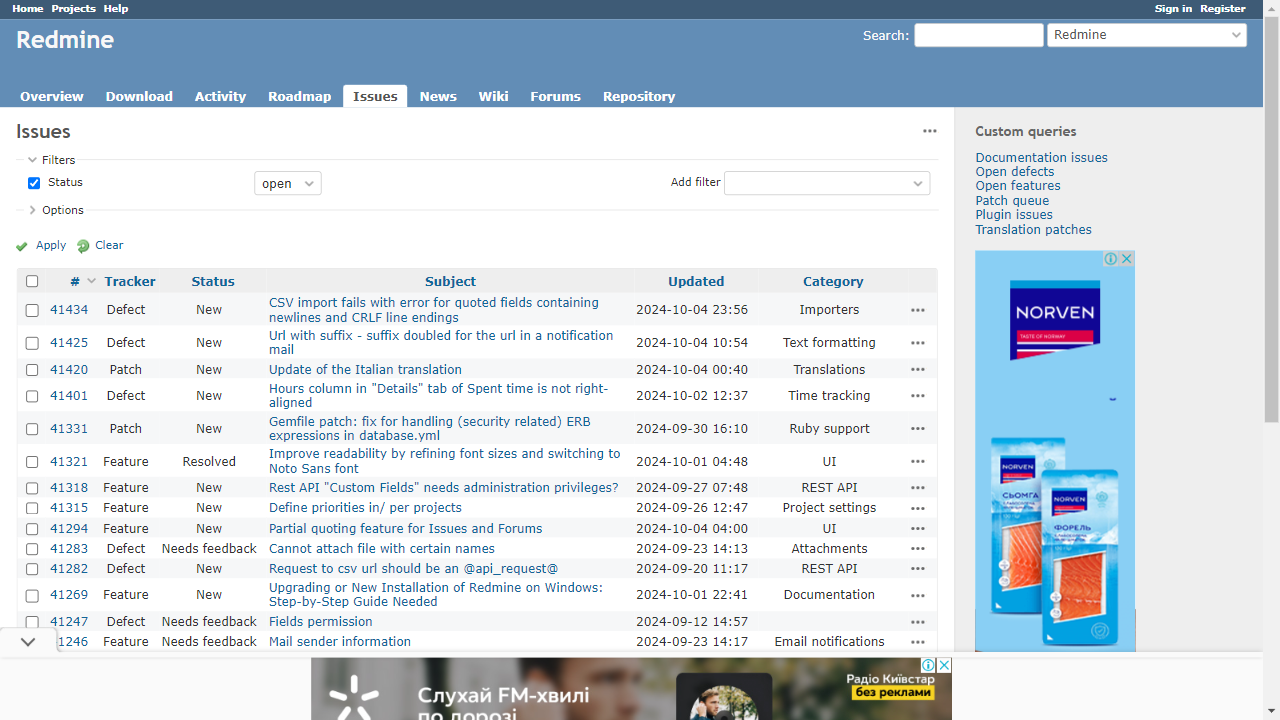 Home Projects Help Sign in Register
Redmine Search: Redmine
Overview Download Activity Roadmap Issues News Wiki Forums Repository
Issues
Filters
Status open Add filter
Options
Apply Clear
# Tracker Status Subject Updated Category
41434 Defect New CSV import fails with error for quoted fields containing newlines and CRLF line endings 2024-10-04 23:56 Importers
41425 Defect New Url with suffix - suffix doubled for the url in a notification mail 2024-10-04 10:54 Text formatting
41420 Patch New Update of the Italian translation 2024-10-04 00:40 Translations
41401 Defect New Hours column in "Details" tab of Spent time is not right-aligned 2024-10-02 12:37 Time tracking
41331 Patch New Gemfile patch: fix for handling (security related) ERB expressions in database.yml 2024-09-30 16:10 Ruby support
41321 Feature Resolved Improve readability by refining font sizes and switching to Noto Sans font 2024-10-01 04:48 UI
41318 Feature New Rest API "Custom Fields" needs administration privileges? 2024-09-27 07:43 REST API
41315 Feature New Define priorities in/ per projects 2024-09-26 12:47 Project settings
41294 Feature New Partial quoting feature for Issues and Forums 2024-10-04 04:00 UI
41283 Defect Needs feedback Cannot attach file with certain names 2024-09-23 14:13 Attachments
41282 Defect New Request to csv url should be an @api_request@ 2024-09-20 11:17 REST API
41269 Feature New Upgrading or New Installation of Redmine on Windows: Step-by-Step Guide Needed 2024-10-01 22:41 Documentation
41247 Defect Needs feedback Fields permission 2024-09-12 14:57
41246 Feature Needs feedback Mail sender information 2024-09-23 14:17 Email notifications
Custom queries
Documentation issues
Open defects
Open features
Patch queue
Plugin issues
Translation patches
NORVEN
TASTE OF NORWAY
NORVEN
СЬОМГА
NORVEN
ФОРЕЛЬ
Слухай FM-хвилі
по дорозі
Радіо Київстар
без реклами